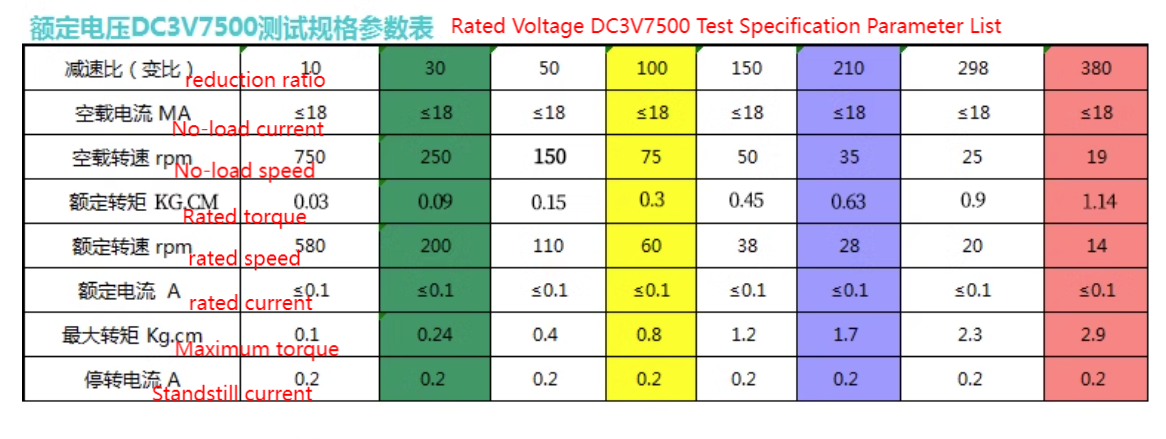 额定电压DC3V7500测试规格参数表 Rated Voltage DC3V7500 Test Specification Parameter List
减速比（变比） reduction ratio 10 30 50 100 150 210 298 380
空载电流 MA No-load current ≤18 ≤18 ≤18 ≤18 ≤18 ≤18 ≤18 ≤18
空载转速 rpm No-load speed 750 250 150 75 50 35 25 19
额定转矩 KG.CM Rated torque 0.03 0.09 0.15 0.3 0.45 0.63 0.9 1.14
额定转速 rpm rated speed 580 200 110 60 38 28 20 14
额定电流 A rated current ≤0.1 ≤0.1 ≤0.1 ≤0.1 ≤0.1 ≤0.1 ≤0.1 ≤0.1
最大转矩 Kg.cm Maximum torque 0.1 0.24 0.4 0.8 1.2 1.7 2.3 2.9
停转电流 A Standstill current 0.2 0.2 0.2 0.2 0.2 0.2 0.2 0.2